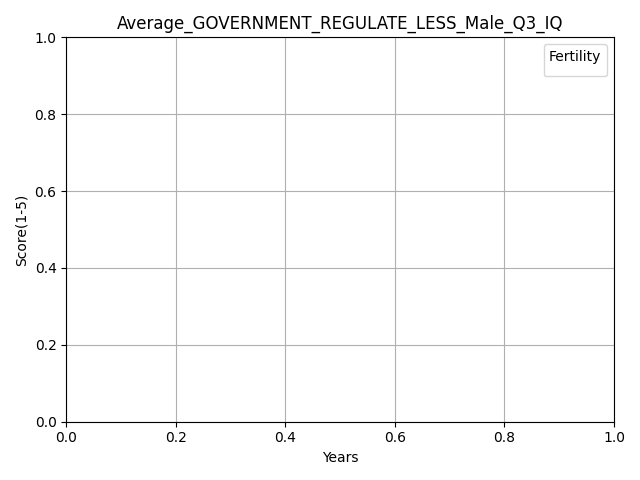 Average_GOVERNMENT_REGULATE_LESS_Male_Q3_IQ
Fertility
1.0
0.8
0.6
0.4
0.2
0.0
Score(1-5)
0.0 0.2 0.4 0.6 0.8 1.0
Years